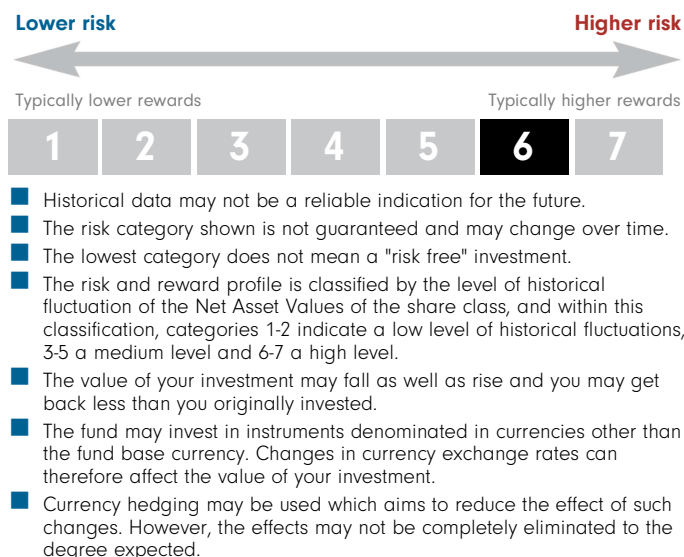 Lower risk Higher risk
Typically lower rewards Typically higher rewards
1 2 3 4 5 6 7
Historical data may not be a reliable indication for the future.
The risk category shown is not guaranteed and may change over time.
The lowest category does not mean a "risk free" investment.
The risk and reward profile is classified by the level of historical
fluctuation of the Net Asset Values of the share class, and within this
classification, categories 1-2 indicate a low level of historical fluctuations,
3-5 a medium level and 6-7 a high level.
The value of your investment may fall as well as rise and you may get
back less than you originally invested.
The fund may invest in instruments denominated in currencies other than
the fund base currency. Changes in currency exchange rates can
therefore affect the value of your investment.
Currency hedging may be used which aims to reduce the effect of such
changes. However, the effects may not be completely eliminated to the
degree expected.